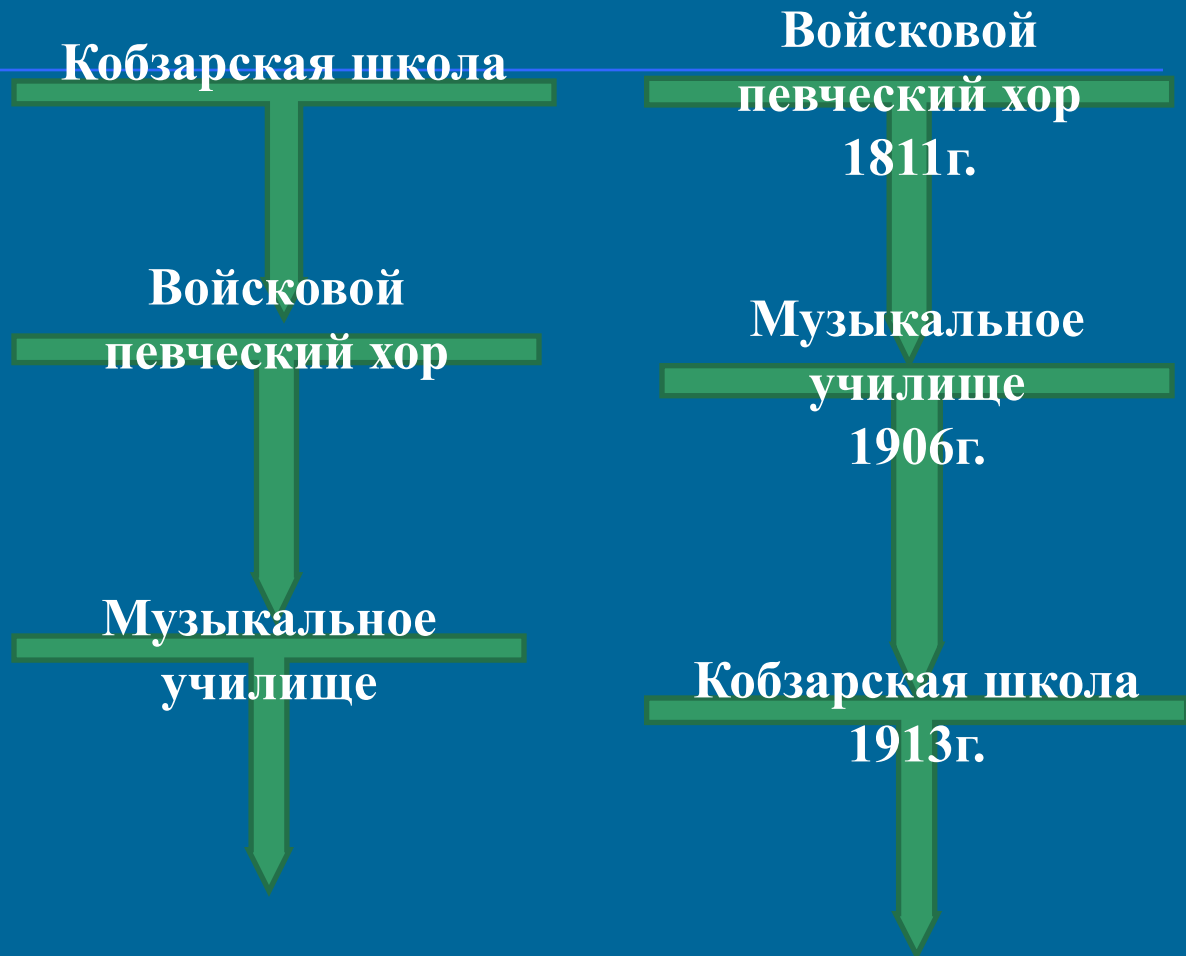 Кобзарская школа
Войсковой
певческий хор
Музыкальное
училище
Войсковой
певческий хор
1811г.
Музыкальное
училище
1906г.
Кобзарская школа
1913г.